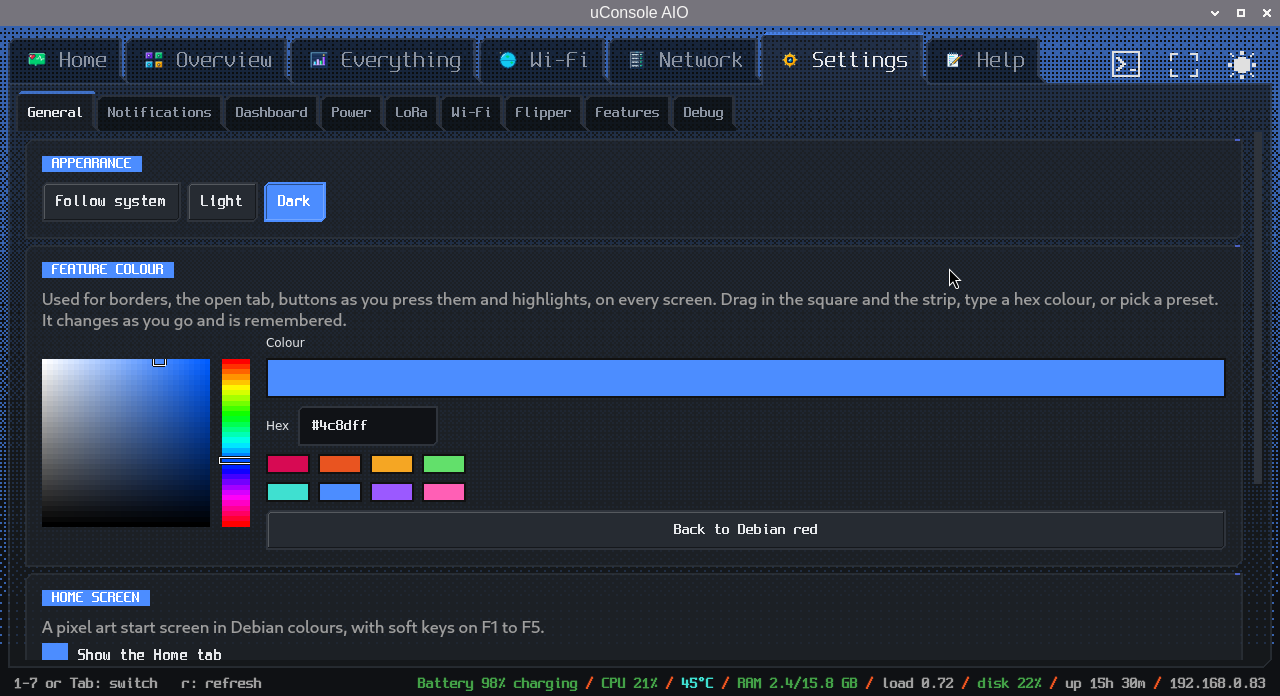 uConsole AIO
Home Overview Everything Wi-Fi Network Settings Help
General Notifications Dashboard Power LoRa Wi-Fi Flipper Features Debug
APPEARANCE
Follow system Light Dark
FEATURE COLOUR
Used for borders, the open tab, buttons as you press them and highlights, on every screen. Drag in the square and the strip, type a hex colour, or pick a preset.
It changes as you go and is remembered.
Colour
Hex #4c8dff
Back to Debian red
HOME SCREEN
A pixel art start screen in Debian colours, with soft keys on F1 to F5.
Show the Home tab
1-7 or Tab: switch r: refresh Battery 98% charging / CPU 21% / 45°C / RAM 2.4/15.8 GB / load 0.72 / disk 22% / up 15h 30m / 192.168.0.83